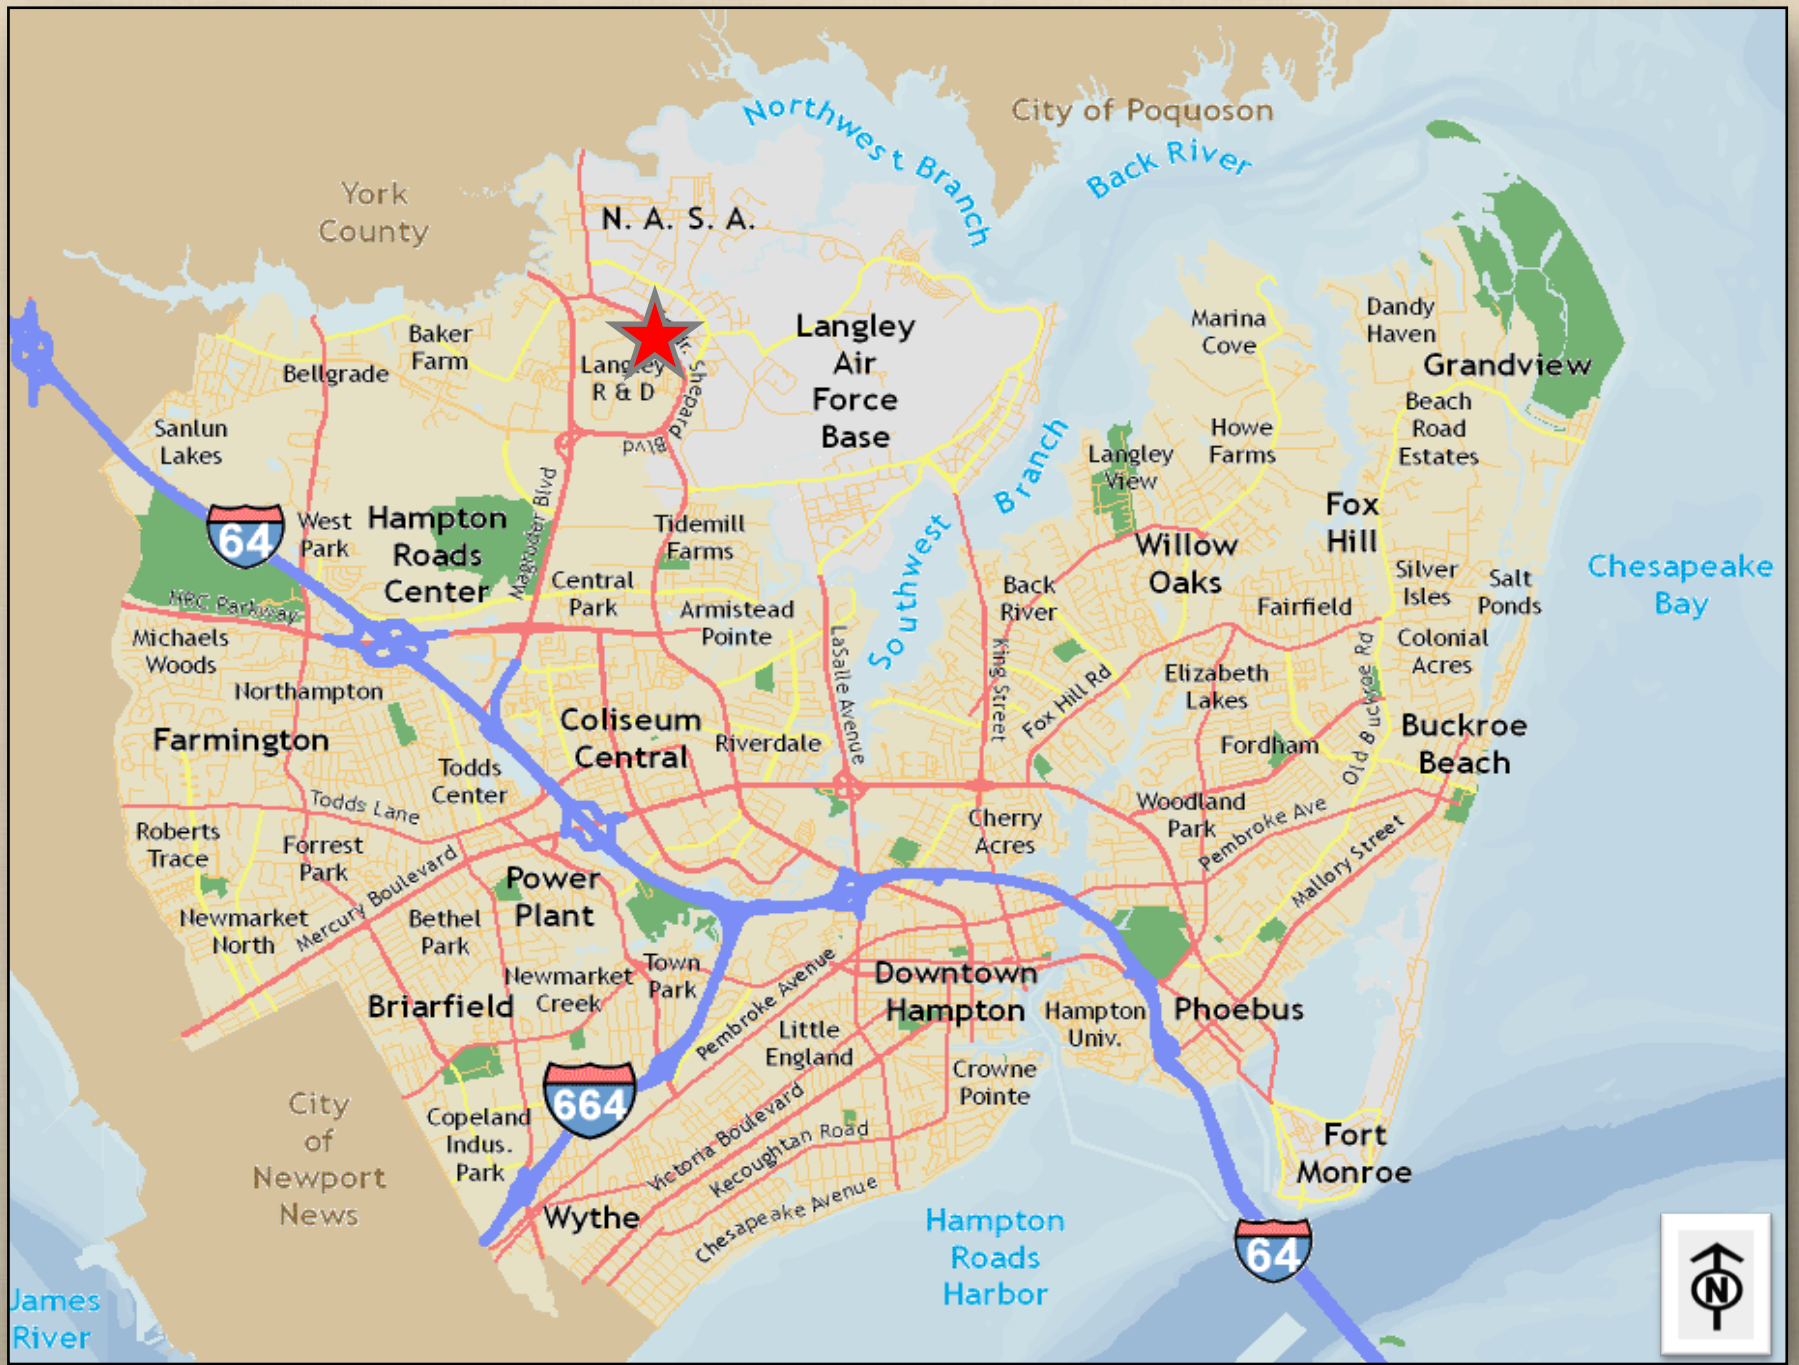 City of Poquoson
Northwest Branch
Back River
York
County
N. A. S. A.
Langley
Air
Force
Base
Marina
Cove
Dandy
Haven
Grandview
Baker
Farm
Bellgrade
Langley
R & D
Shepard
Blvd
Beach
Road
Estates
Sanlun
Lakes
Howe
Farms
Langley
View
Branch
Southwest
Magruder Blvd
64
West
Park
Hampton
Roads
Center
Tidemill
Farms
Fox
Hill
Willow
Oaks
Chesapeake
Bay
Silver
Isles
Salt
Ponds
Central
Park
Back
River
Fairfield
HRC Parkway
Armistead
Pointe
Michaels
Woods
Colonial
Acres
LaSalle Avenue
King Street
Fox Hill Rd
Old Buckroe Rd
Elizabeth
Lakes
Northampton
Farmington
Coliseum
Central
Riverdale
Fordham
Buckroe
Beach
Todds
Center
Todds Lane
Woodland
Park
Pembroke Ave
Cherry
Acres
Roberts
Trace
Forrest
Park
Mallory Street
Mercury Boulevard
Power
Plant
Newmarket
North
Bethel
Park
Newmarket
Creek
Town
Park
Pembroke Avenue
Downtown
Hampton
Briarfield
Hampton
Univ.
Phoebus
Little
England
Crowne
Pointe
664
City
of
Newport
News
Copeland
Indus.
Park
Victoria Boulevard
Kecoughtan Road
Chesapeake Avenue
Fort
Monroe
Wythe
Hampton
Roads
Harbor
64
James
River
N